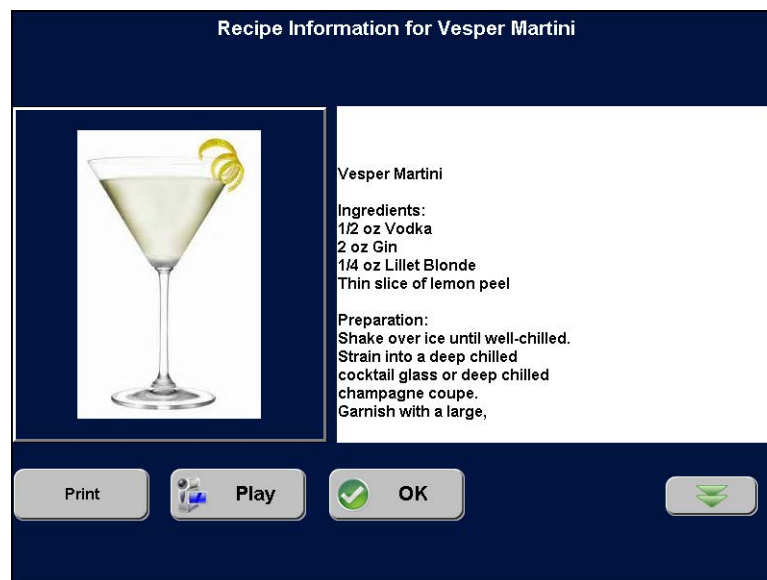 Recipe Information for Vesper Martini
Vesper Martini
Ingredients:
1/2 oz Vodka
2 oz Gin
1/4 oz Lillet Blonde
Thin slice of lemon peel
Preparation:
Shake over ice until well-chilled.
Strain into a deep chilled
cocktail glass or deep chilled
champagne coupe.
Garnish with a large,
Print
Play
OK